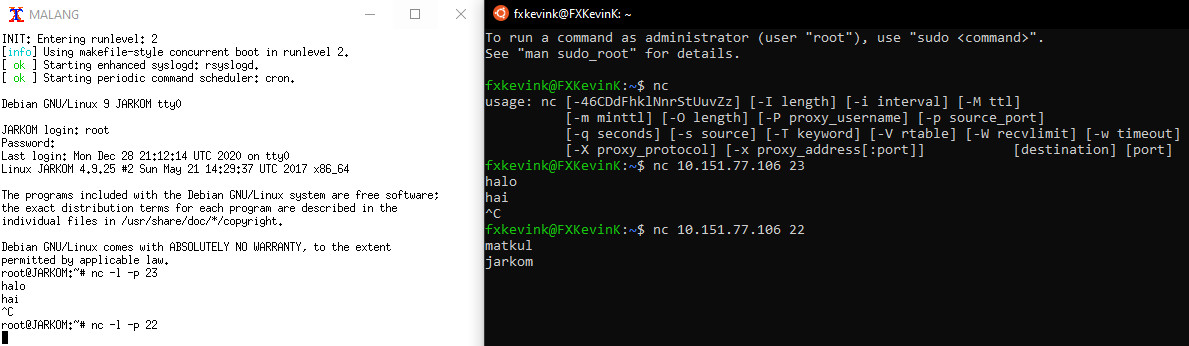 MALANG
INIT: Entering runlevel: 2
[info] Using makefile-style concurrent boot in runlevel 2.
[ ok ] Starting enhanced syslogd: rsyslogd.
[ ok ] Starting periodic command scheduler: cron.
Debian GNU/Linux 9 JARKOM tty0
JARKOM login: root
Password:
Last login: Mon Dec 28 21:12:14 UTC 2020 on tty0
Linux JARKOM 4.9.25 #2 Sun May 21 14:29:37 UTC 2017 x86_64
The programs included with the Debian GNU/Linux system are free software;
the exact distribution terms for each program are described in the
individual files in /usr/share/doc/*/copyright.
Debian GNU/Linux comes with ABSOLUTELY NO WARRANTY, to the extent
permitted by applicable law.
root@JARKOM:~# nc -l -p 23
halo
hai
^C
root@JARKOM:~# nc -l -p 22
fxkevink@FXKevinK: ~
To run a command as administrator (user "root"), use "sudo <command>".
See "man sudo_root" for details.
fxkevink@FXKevinK:~$ nc
usage: nc [-46CDdFhklNnrStUuvZz] [-I length] [-i interval] [-M ttl]
[-m minttl] [-O length] [-P proxy_username] [-p source_port]
[-q seconds] [-s source] [-T keyword] [-V rtable] [-W recvlimit] [-w timeout]
[-X proxy_protocol] [-x proxy_address[:port]] [destination] [port]
fxkevink@FXKevinK:~$ nc 10.151.77.106 23
halo
hai
^C
fxkevink@FXKevinK:~$ nc 10.151.77.106 22
matkul
jarkom